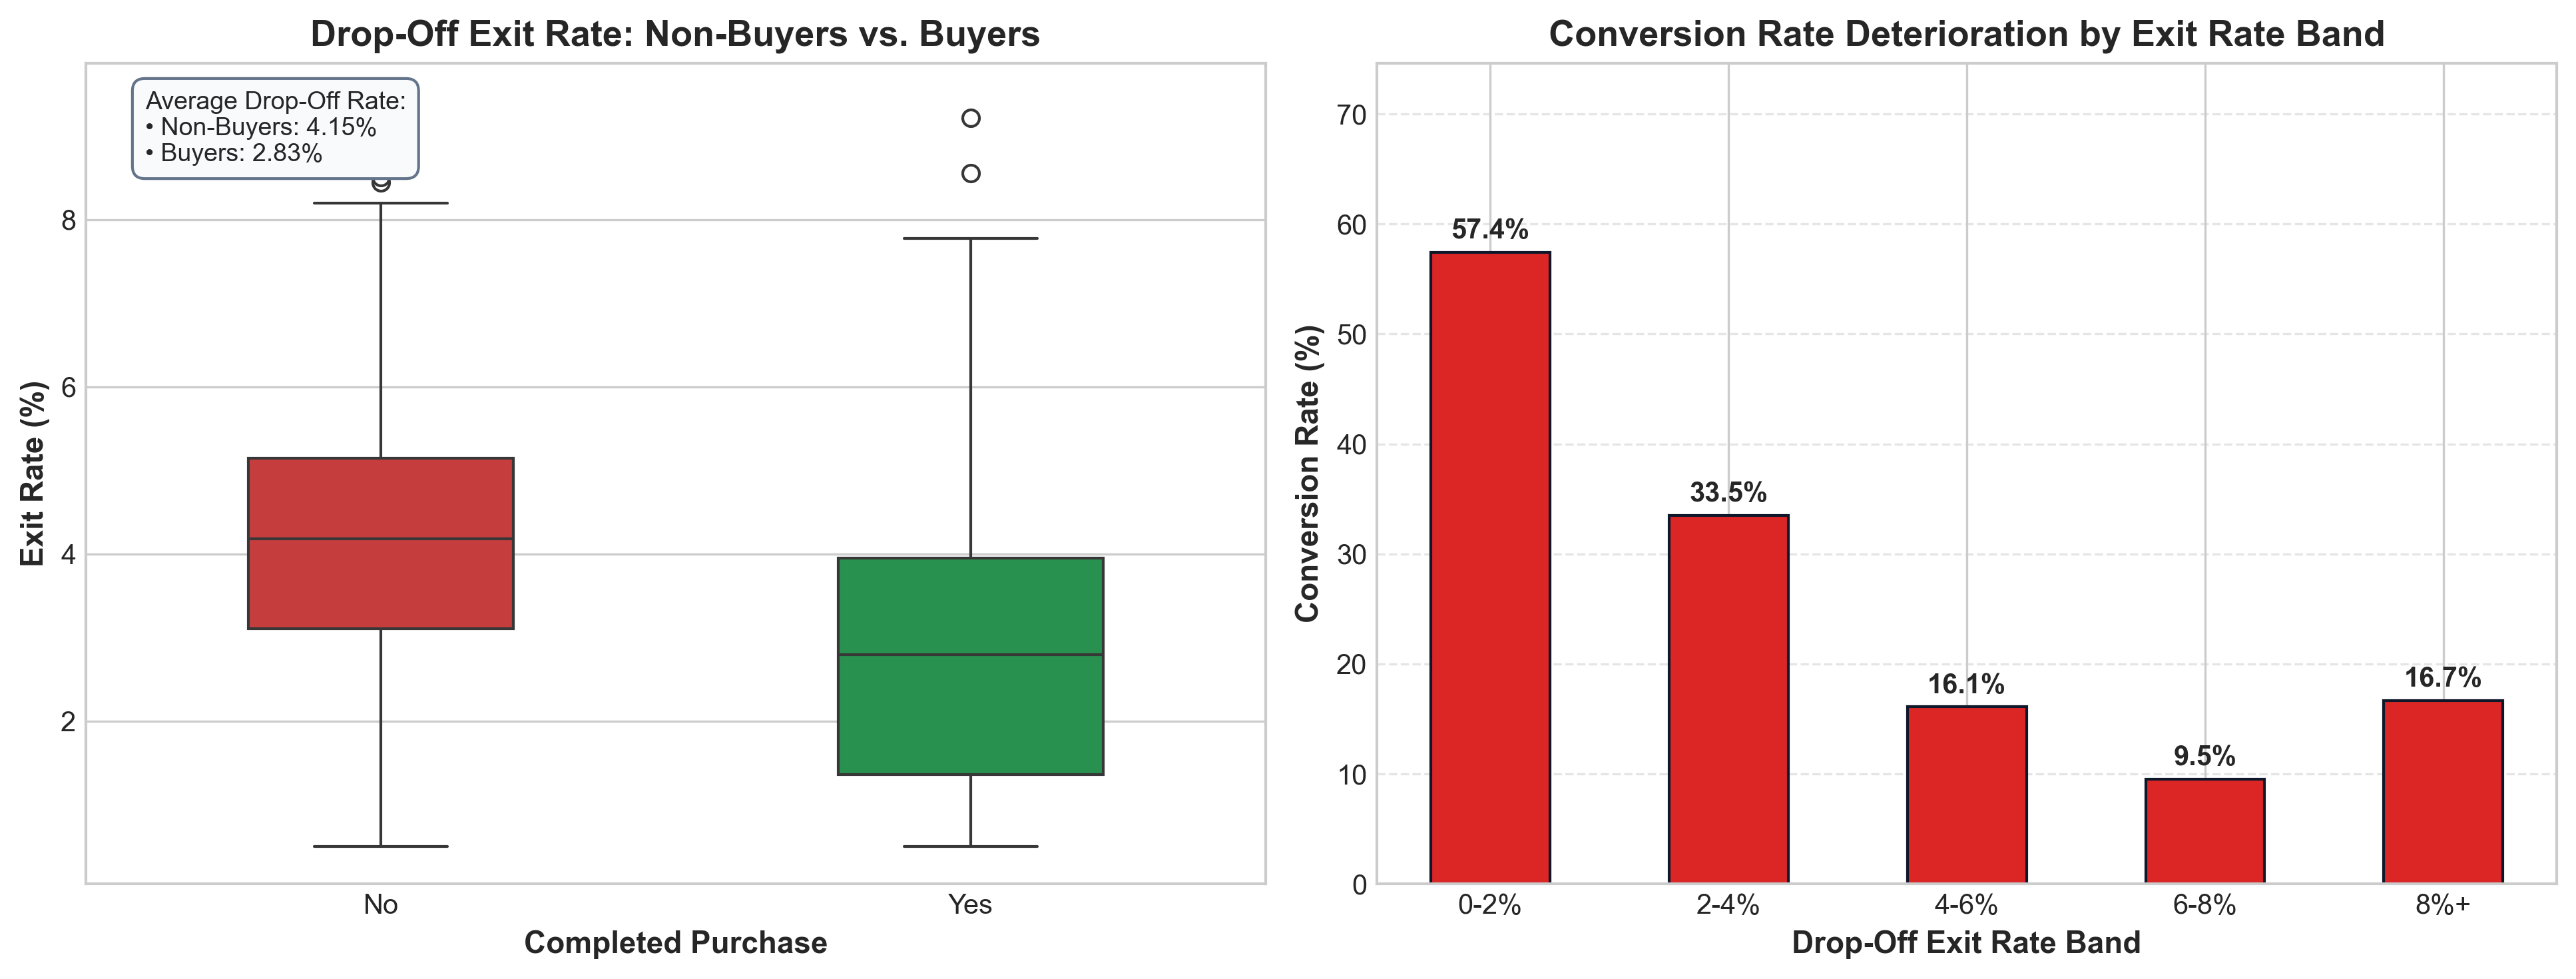 Drop-Off Exit Rate: Non-Buyers vs. Buyers
Average Drop-Off Rate:
• Non-Buyers: 4.15%
• Buyers: 2.83%
Exit Rate (%)
8
6
4
2
No
Yes
Completed Purchase
Conversion Rate Deterioration by Exit Rate Band
Conversion Rate (%)
70
60
50
40
30
20
10
0
57.4%
33.5%
16.1%
9.5%
16.7%
0-2%
2-4%
4-6%
6-8%
8%+
Drop-Off Exit Rate Band